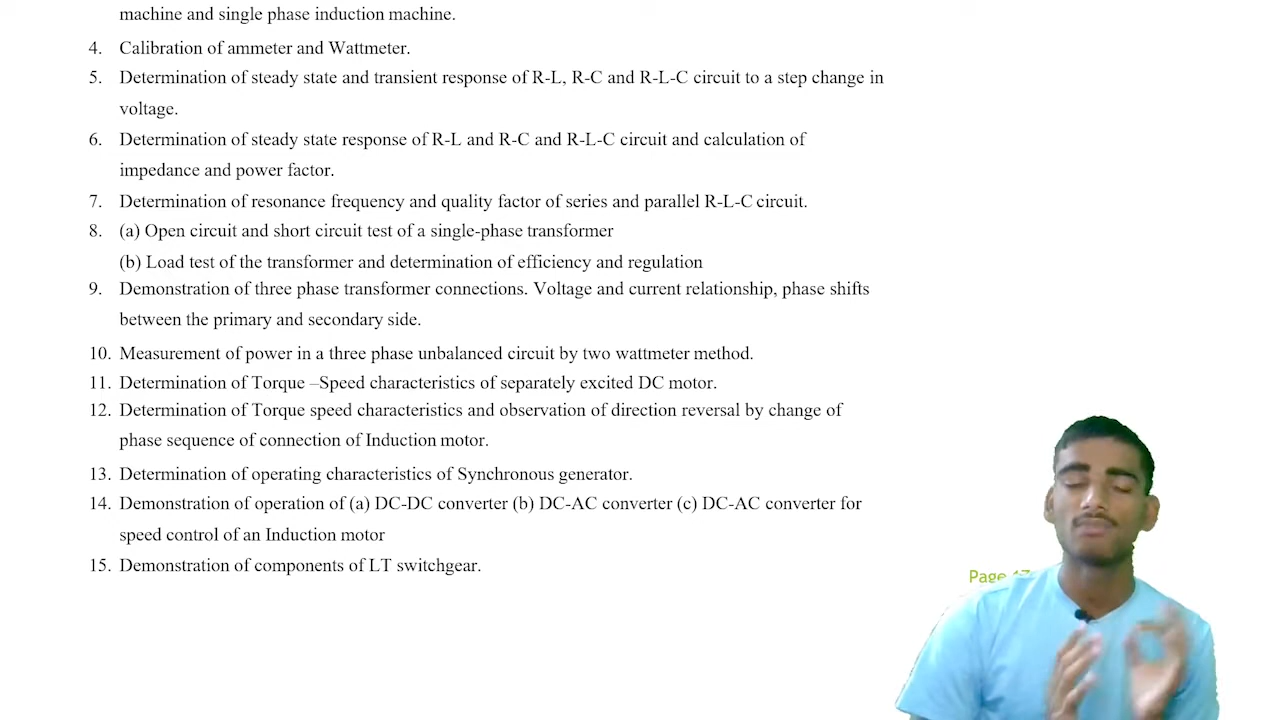 machine and single phase induction machine.
4. Calibration of ammeter and Wattmeter.
5. Determination of steady state and transient response of R-L, R-C and R-L-C circuit to a step change in
voltage.
6. Determination of steady state response of R-L and R-C and R-L-C circuit and calculation of
impedance and power factor.
7. Determination of resonance frequency and quality factor of series and parallel R-L-C circuit.
8. (a) Open circuit and short circuit test of a single-phase transformer
(b) Load test of the transformer and determination of efficiency and regulation
9. Demonstration of three phase transformer connections. Voltage and current relationship, phase shifts
between the primary and secondary side.
10. Measurement of power in a three phase unbalanced circuit by two wattmeter method.
11. Determination of Torque –Speed characteristics of separately excited DC motor.
12. Determination of Torque speed characteristics and observation of direction reversal by change of
phase sequence of connection of Induction motor.
13. Determination of operating characteristics of Synchronous generator.
14. Demonstration of operation of (a) DC-DC converter (b) DC-AC converter (c) DC-AC converter for
speed control of an Induction motor
15. Demonstration of components of LT switchgear.
Page